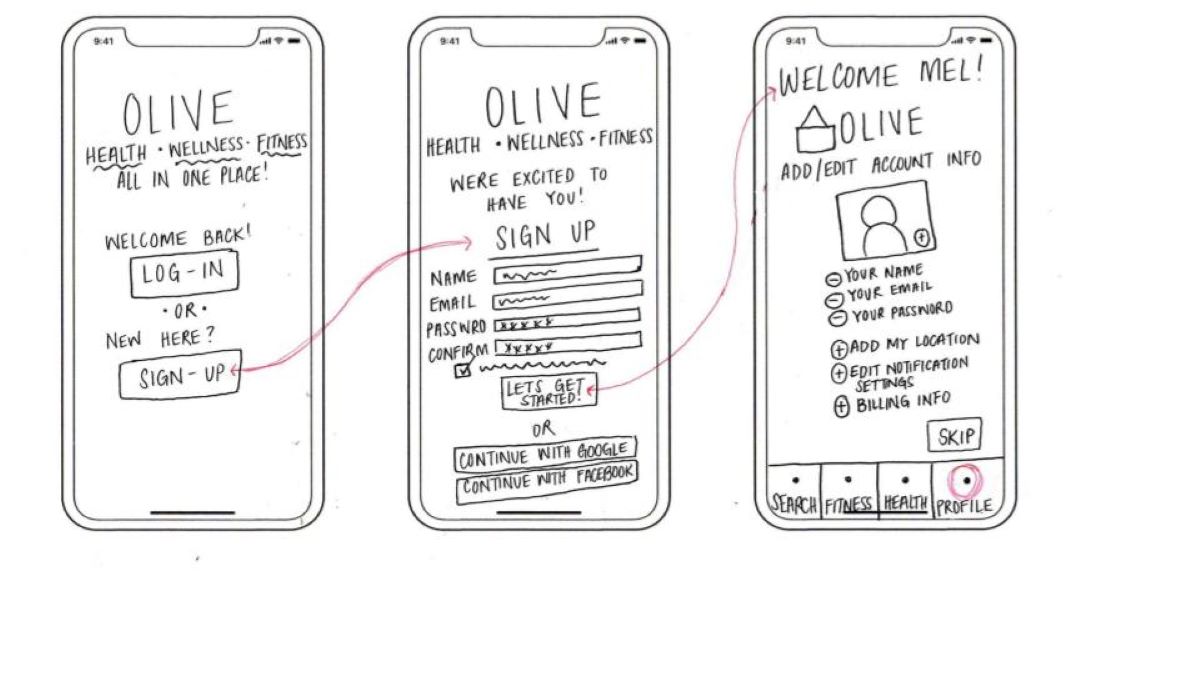 9:41
OLIVE
HEALTH • WELLNESS • FITNESS
ALL IN ONE PLACE!
WELCOME BACK!
LOG-IN
• OR •
NEW HERE?
SIGN-UP
9:41
OLIVE
HEALTH • WELLNESS • FITNESS
WERE EXCITED TO
HAVE YOU!
SIGN UP
NAME
EMAIL
PASSWRD xxxxx
CONFIRM xxxxx
LETS GET
STARTED!
OR
CONTINUE WITH GOOGLE
CONTINUE WITH FACEBOOK
9:41
WELCOME MEL!
OLIVE
ADD/EDIT ACCOUNT INFO
YOUR NAME
YOUR EMAIL
YOUR PASSWORD
ADD MY LOCATION
EDIT NOTIFICATION
SETTINGS
BILLING INFO
SKIP
SEARCH FITNESS HEALTH PROFILE